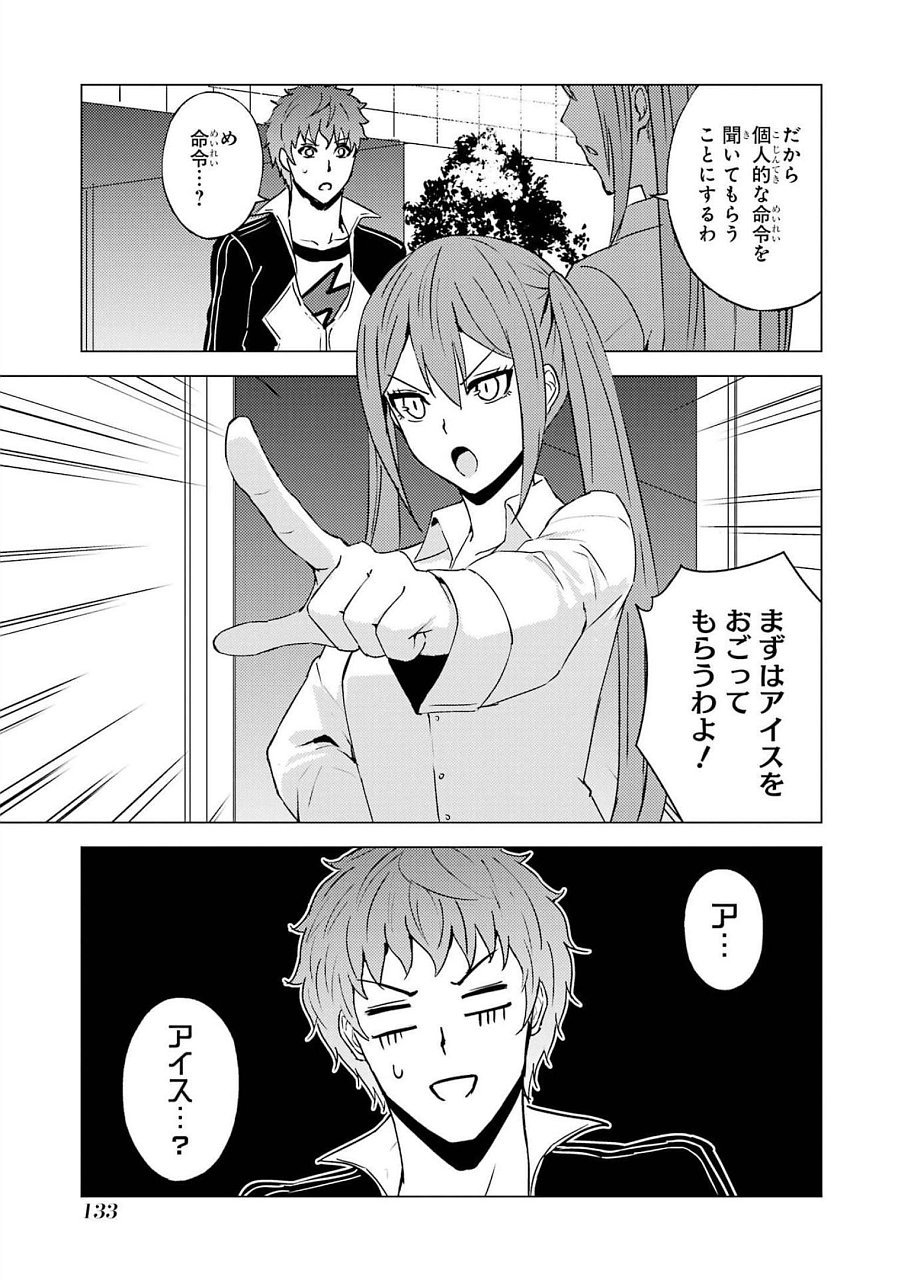 だから
個人的な命令を
聞いてもらう
ことにするわ
め
命令…?
まずはアイスを
おごって
もらうわよ!
ア…
アイス…?
133